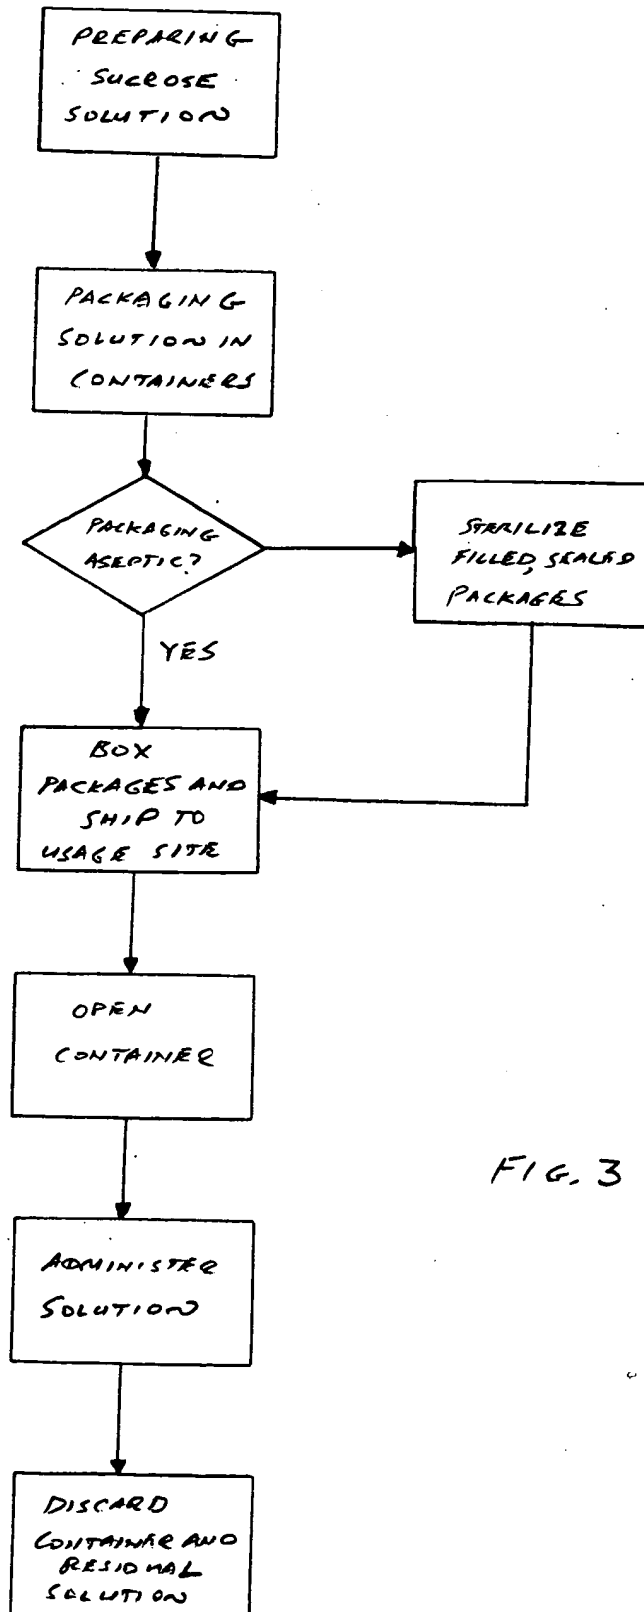 PREPARING
SUCROSE
SOLUTION
PACKAGING
SOLUTION IN
CONTAINERS
PACKAGING
ASEPTIC?
STERILIZE
FILLED, SEALED
PACKAGES
YES
BOX
PACKAGES AND
SHIP TO
USAGE SITE
OPEN
CONTAINER
FIG. 3
ADMINISTER
SOLUTION
DISCARD
CONTAINER AND
RESIDUAL
SOLUTION